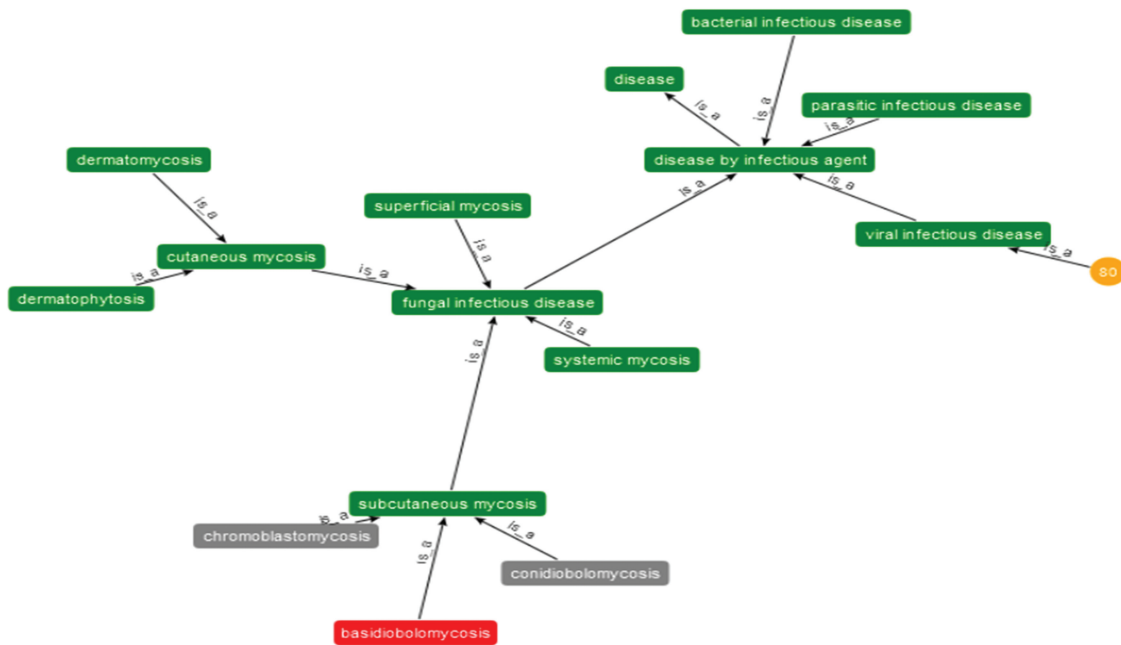 bacterial infectious disease
disease
is_a
is_a
parasitic infectious disease
is_a
dermatomycosis
disease by infectious agent
is_a
is_a
is_a
superficial mycosis
viral infectious disease
is_a
is_a
cutaneous mycosis
80
is_a
is_a
dermatophytosis
fungal infectious disease
is_a
is_a
systemic mycosis
subcutaneous mycosis
is_a
is_a
chromoblastomycosis
is_a
conidiobolomycosis
basidiobolomycosis